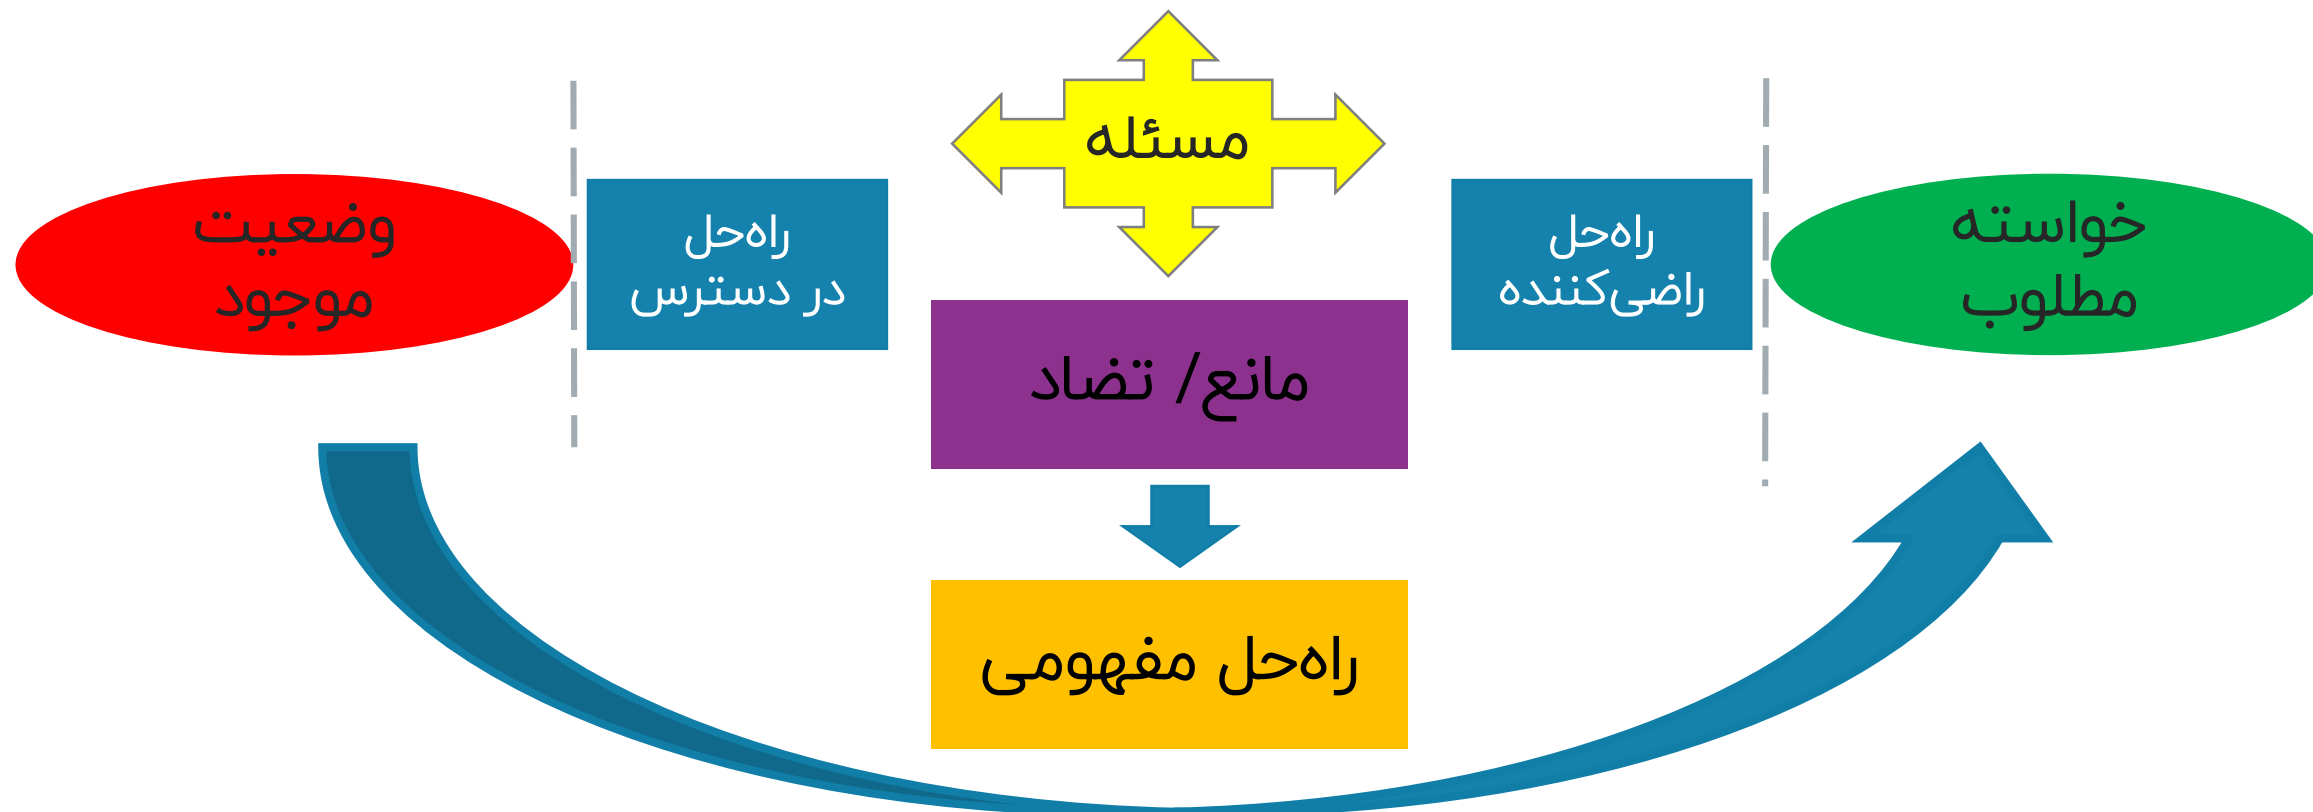 مسئله
خواسته
مطلوب
راه‌حل
راضی‌کننده
راه‌حل
در دسترس
وضعیت
موجود
مانع/ تضاد
راه‌حل مفهومی